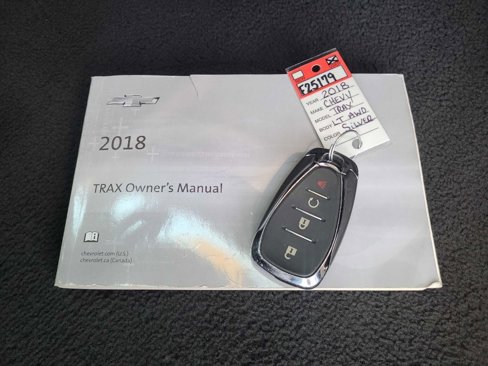 E25179
YEAR 2018
MAKE CHEVY
MODEL TRAX
BODY LT AWD
COLOR SILVER
2018
TRAX Owner's Manual
chevrolet.com (U.S.)
chevrolet.ca (Canada)